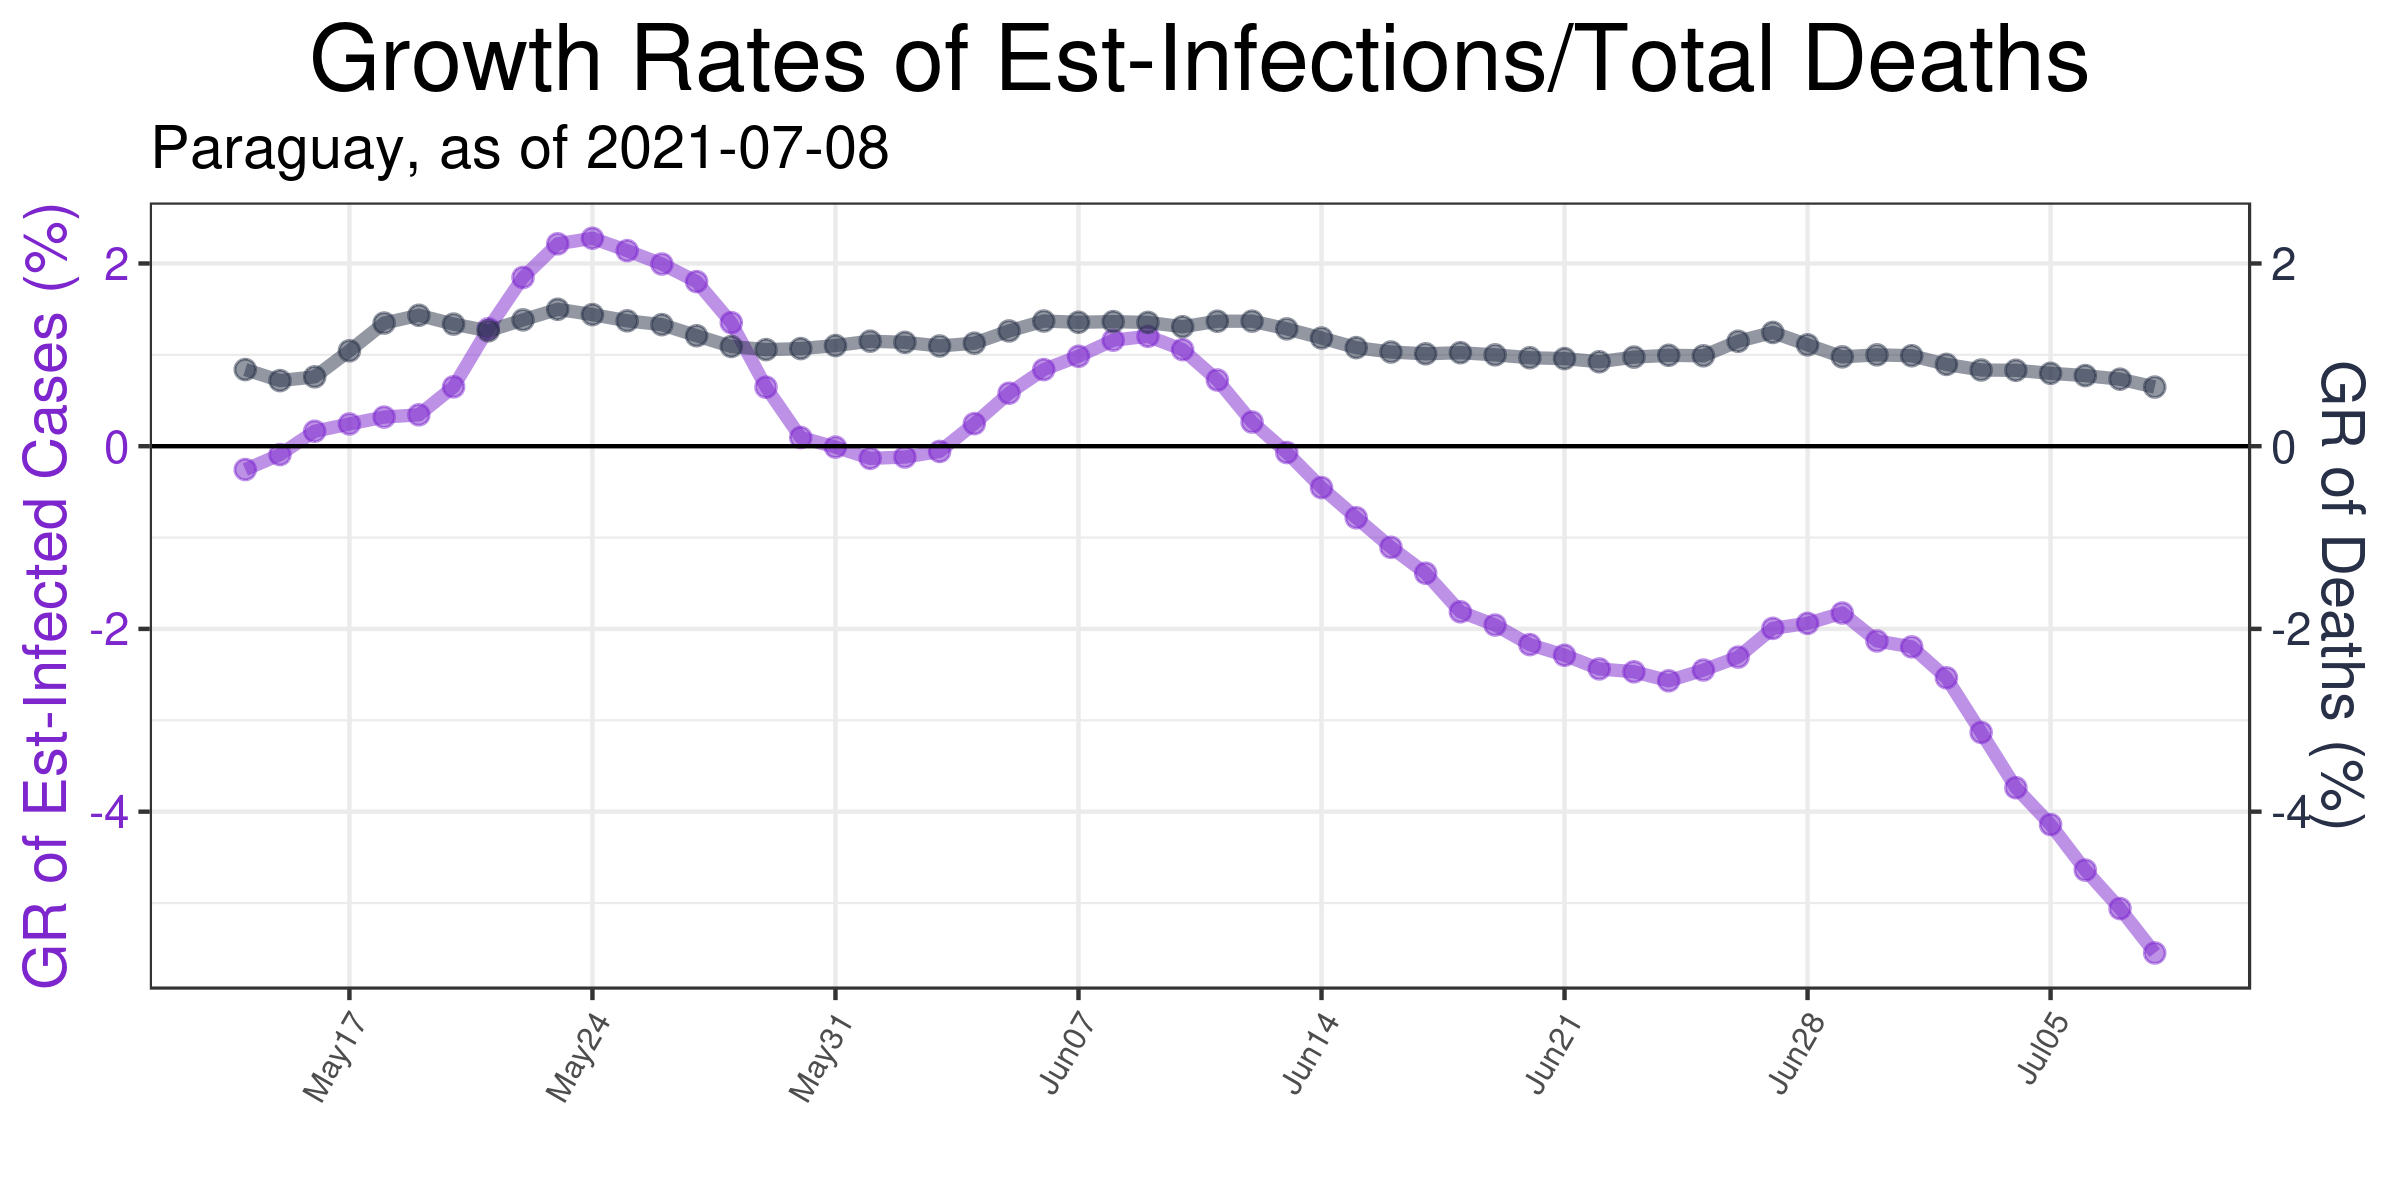 Growth Rates of Est-Infections/Total Deaths
Paraguay, as of 2021-07-08
GR of Est-Infected Cases (%)
2
0
-2
-4
2
0
-2
-4
GR of Deaths (%)
May17
May24
May31
Jun07
Jun14
Jun21
Jun28
Jul05